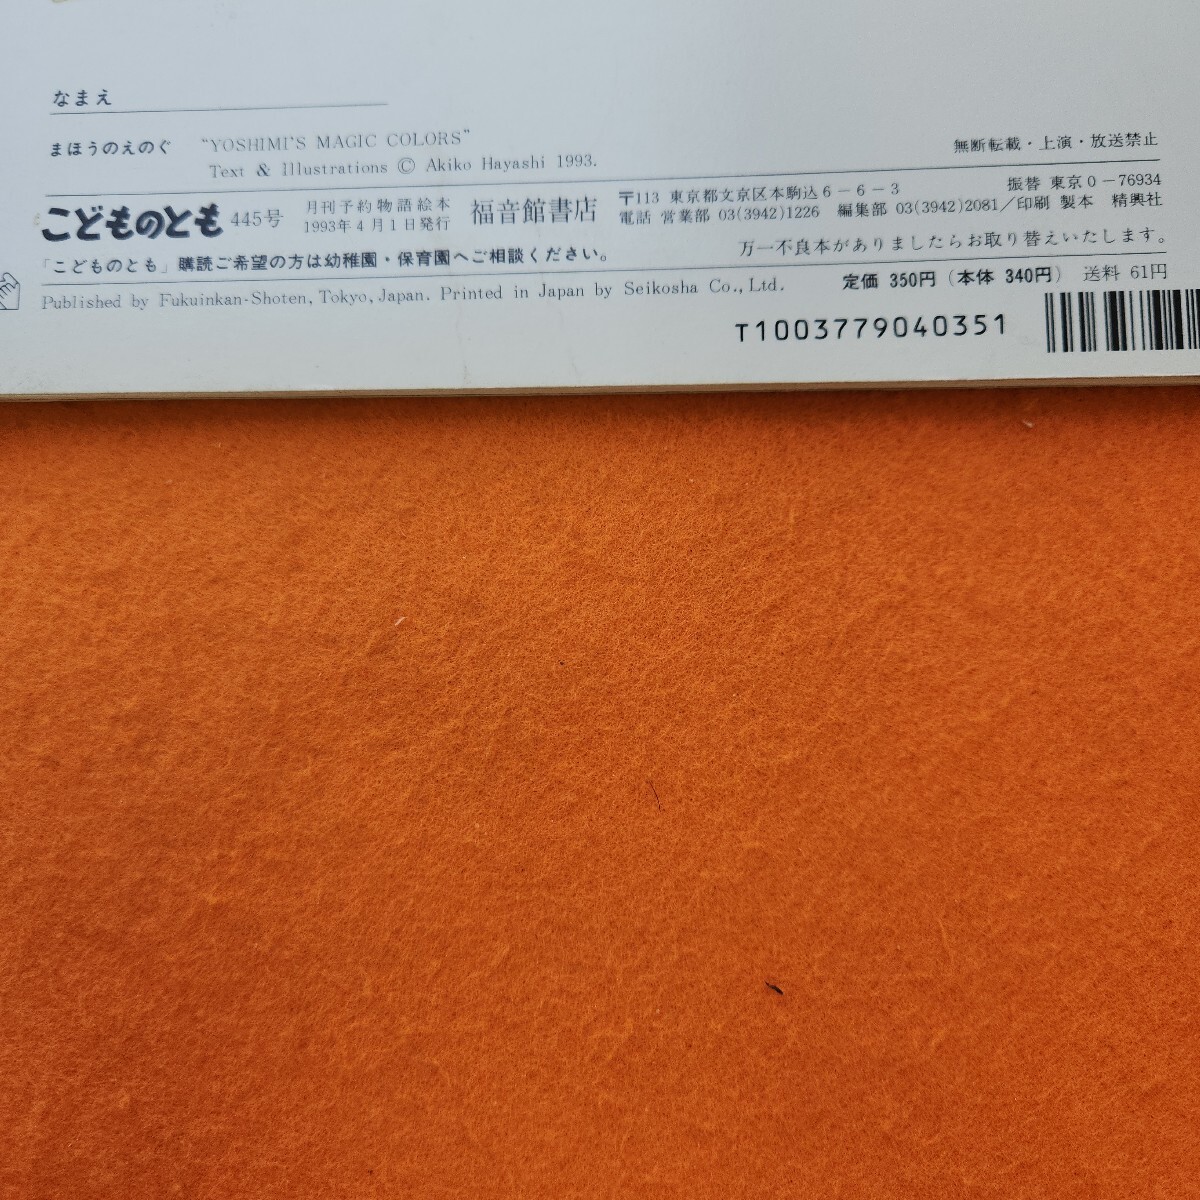 なまえ
まほうのえのぐ "YOSHIMI'S MAGIC COLORS"
Text & Illustrations © Akiko Hayashi 1993.
無断転載・上演・放送禁止
こどものとも 445号
月刊予約物語絵本
1993年4月1日発行
福音館書店
〒113 東京都文京区本駒込6-6-3 振替 東京0-76934
電話 営業部 03(3942)1226 編集部 03(3942)2081/印刷 製本 精興社
「こどものとも」購読ご希望の方は幼稚園・保育園へご相談ください。
万一不良本がありましたらお取り替えいたします。
Published by Fukuinkan-Shoten, Tokyo, Japan. Printed in Japan by Seikosha Co., Ltd.
定価 350円(本体 340円) 送料 61円
T1003779040351